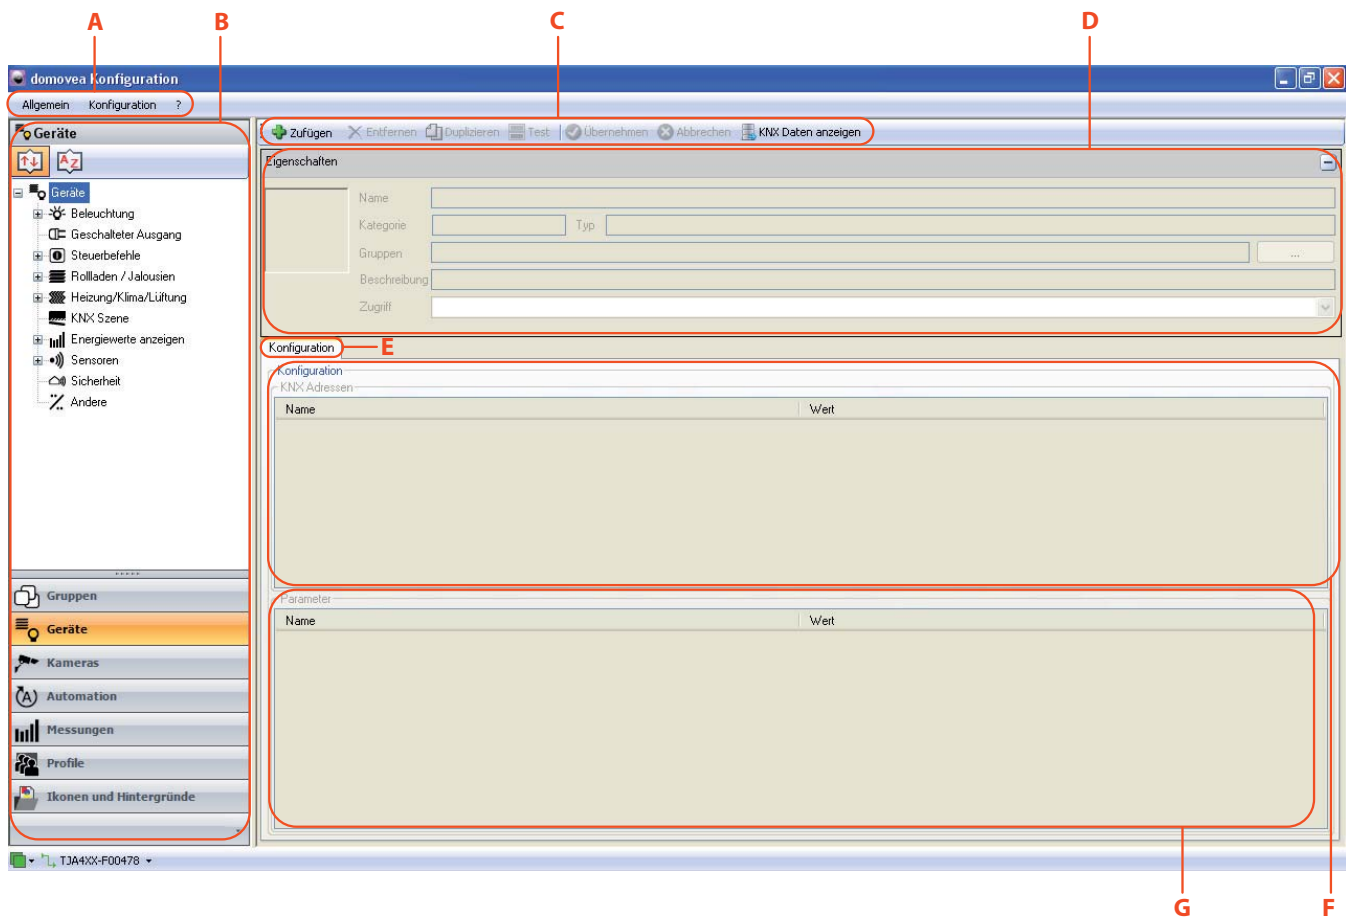 A B C D
domovea Konfiguration
Allgemein Konfiguration ?
Geräte
Zufügen Entfernen Duplizieren Test Übernehmen Abbrechen KNX Daten anzeigen
AZ
Eigenschaften
Name
Kategorie Typ
Gruppen ...
Beschreibung
Zugriff
Geräte
Beleuchtung
Geschalteter Ausgang
Steuerbefehle
Rollladen / Jalousien
Heizung/Klima/Lüftung
KNX Szene
Energiewerte anzeigen
Sensoren
Sicherheit
Andere
Konfiguration E
Konfiguration
KNX Adressen
Name Wert
Parameter
Name Wert
Gruppen
Geräte
Kameras
Automation
Messungen
Profile
Ikonen und Hintergründe
TJA4XX-F00478
G F